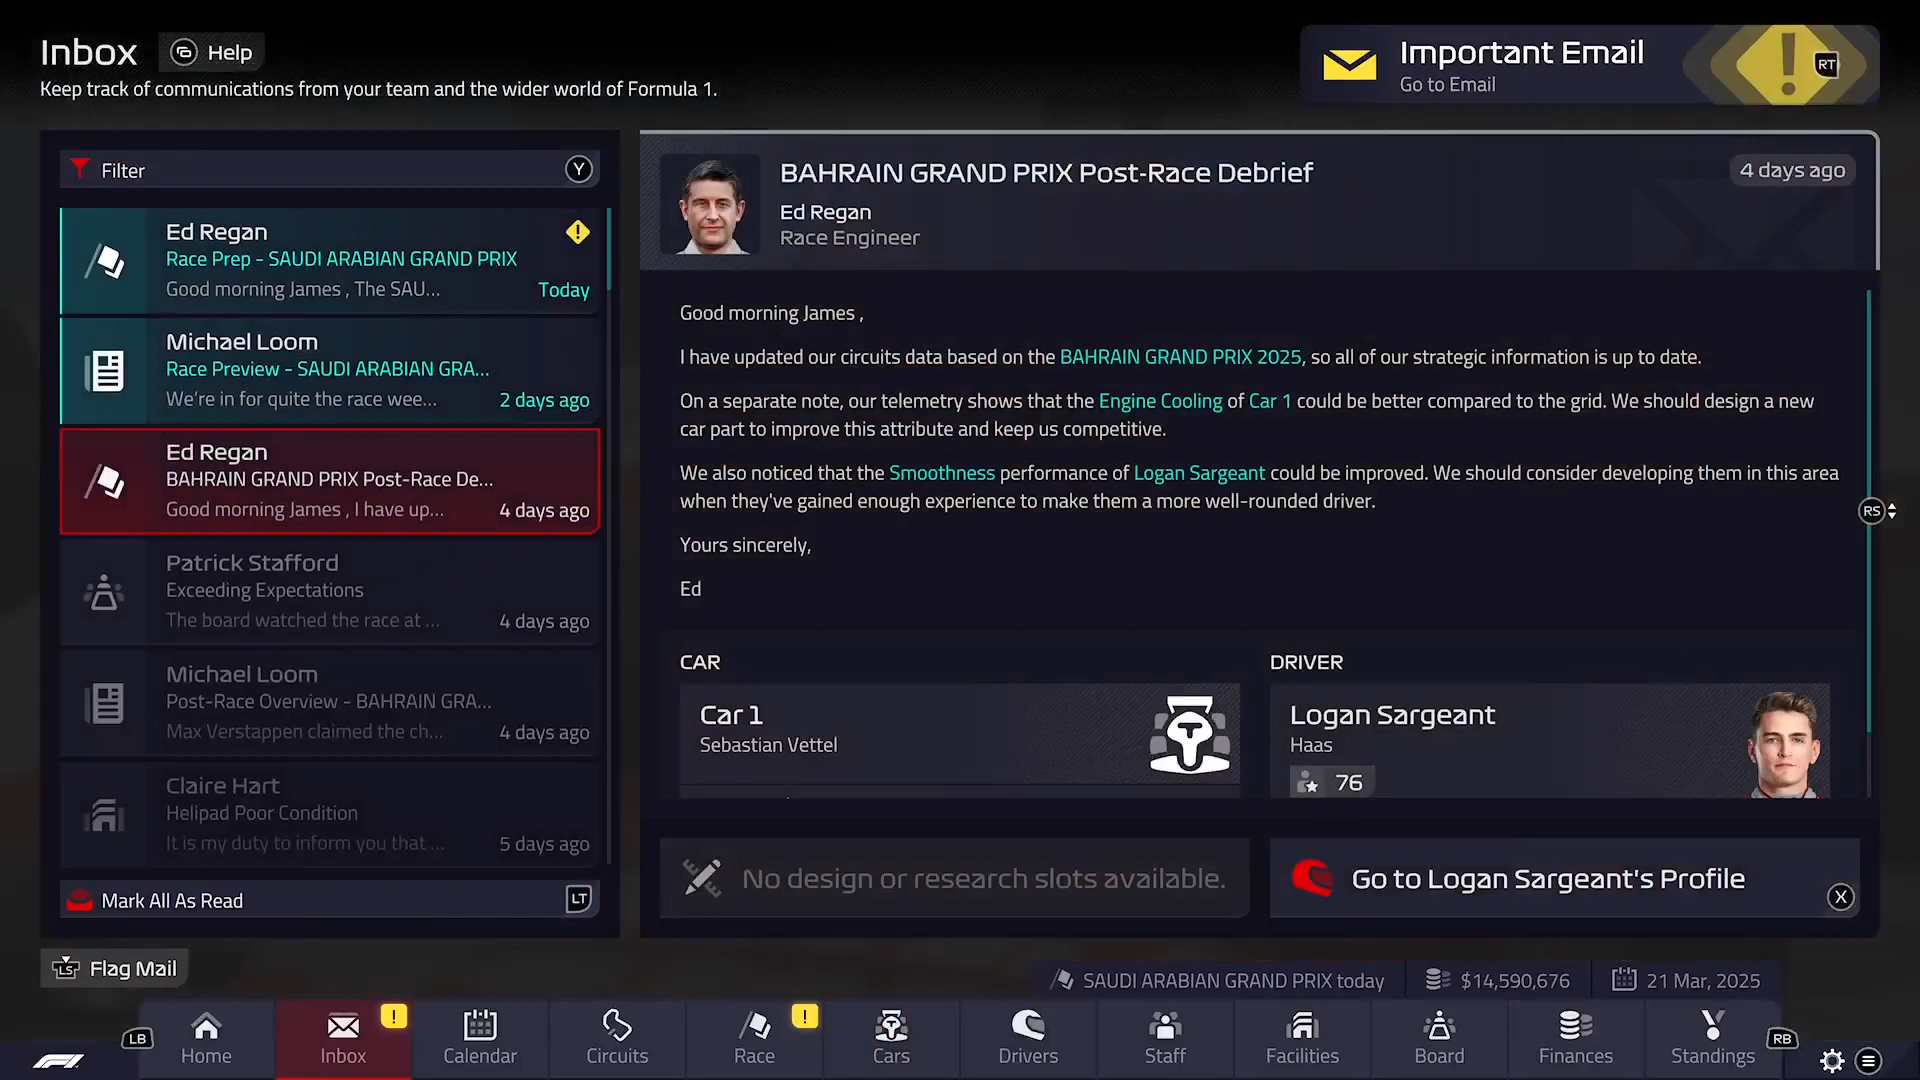 Inbox
Help
Keep track of communications from your team and the wider world of Formula 1.
Important Email
Go to Email
RT
Filter
Y
Ed Regan
Race Prep - SAUDI ARABIAN GRAND PRIX
Good morning James , The SAU...
Today
Michael Loom
Race Preview - SAUDI ARABIAN GRA...
We're in for quite the race wee...
2 days ago
Ed Regan
BAHRAIN GRAND PRIX Post-Race De...
Good morning James , I have up...
4 days ago
Patrick Stafford
Exceeding Expectations
The board watched the race at ...
4 days ago
Michael Loom
Post-Race Overview - BAHRAIN GRA...
Max Verstappen claimed the ch...
4 days ago
Claire Hart
Helipad Poor Condition
It is my duty to inform you that ...
5 days ago
Mark All As Read
LT
LS
Flag Mail
BAHRAIN GRAND PRIX Post-Race Debrief
4 days ago
Ed Regan
Race Engineer
Good morning James ,
I have updated our circuits data based on the BAHRAIN GRAND PRIX 2025, so all of our strategic information is up to date.
On a separate note, our telemetry shows that the Engine Cooling of Car 1 could be better compared to the grid. We should design a new
car part to improve this attribute and keep us competitive.
We also noticed that the Smoothness performance of Logan Sargeant could be improved. We should consider developing them in this area
when they've gained enough experience to make them a more well-rounded driver.
RS
Yours sincerely,
Ed
CAR
Car 1
Sebastian Vettel
DRIVER
Logan Sargeant
Haas
76
No design or research slots available.
Go to Logan Sargeant's Profile
X
SAUDI ARABIAN GRAND PRIX today
$14,590,676
21 Mar, 2025
LB
Home
Inbox
Calendar
Circuits
Race
Cars
Drivers
Staff
Facilities
Board
Finances
Standings
RB